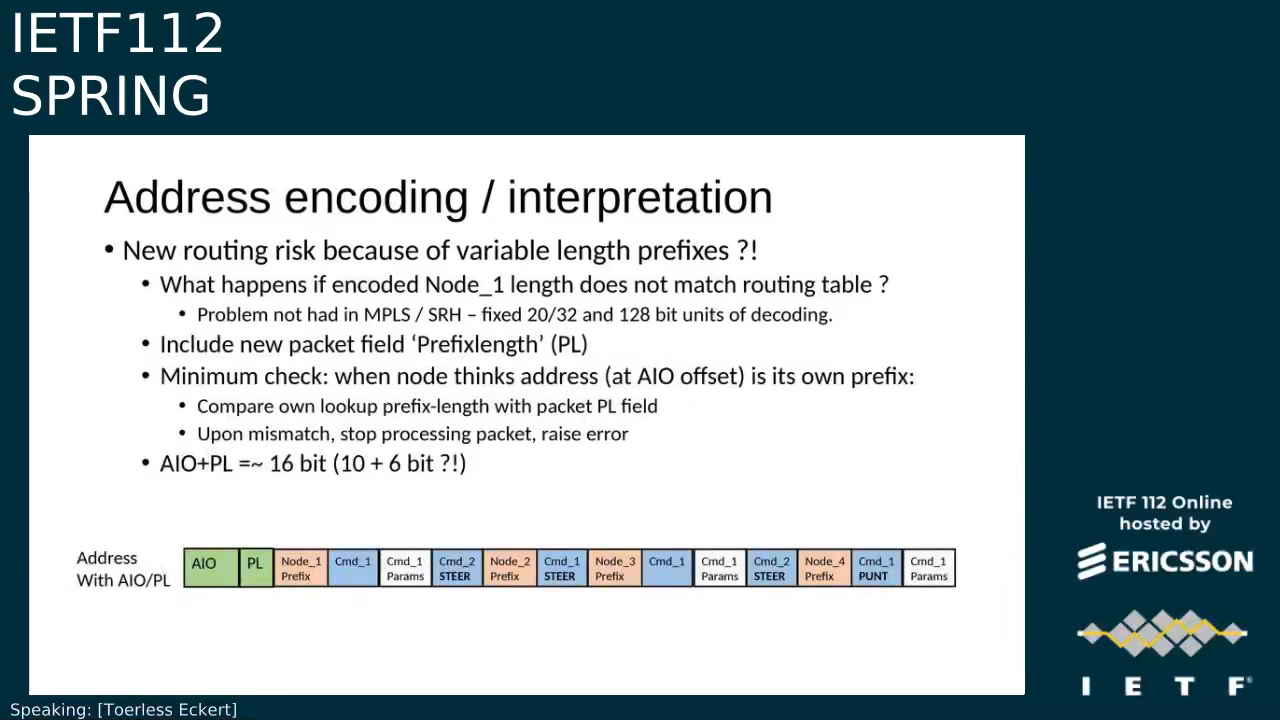 IETF112
SPRING
Address encoding / interpretation
• New routing risk because of variable length prefixes ?!
• What happens if encoded Node_1 length does not match routing table ?
• Problem not had in MPLS / SRH – fixed 20/32 and 128 bit units of decoding.
• Include new packet field ‘Prefixlength’ (PL)
• Minimum check: when node thinks address (at AIO offset) is its own prefix:
• Compare own lookup prefix-length with packet PL field
• Upon mismatch, stop processing packet, raise error
• AIO+PL =~ 16 bit (10 + 6 bit ?!)
Address
With AIO/PL
AIO
PL
Node_1
Prefix
Cmd_1
Cmd_1
Params
Cmd_2
STEER
Node_2
Prefix
Cmd_1
STEER
Node_3
Prefix
Cmd_1
Cmd_1
Params
Cmd_2
STEER
Node_4
Prefix
Cmd_1
PUNT
Cmd_1
Params
IETF 112 Online
hosted by
ERICSSON
I E T F®
Speaking: [Toerless Eckert]